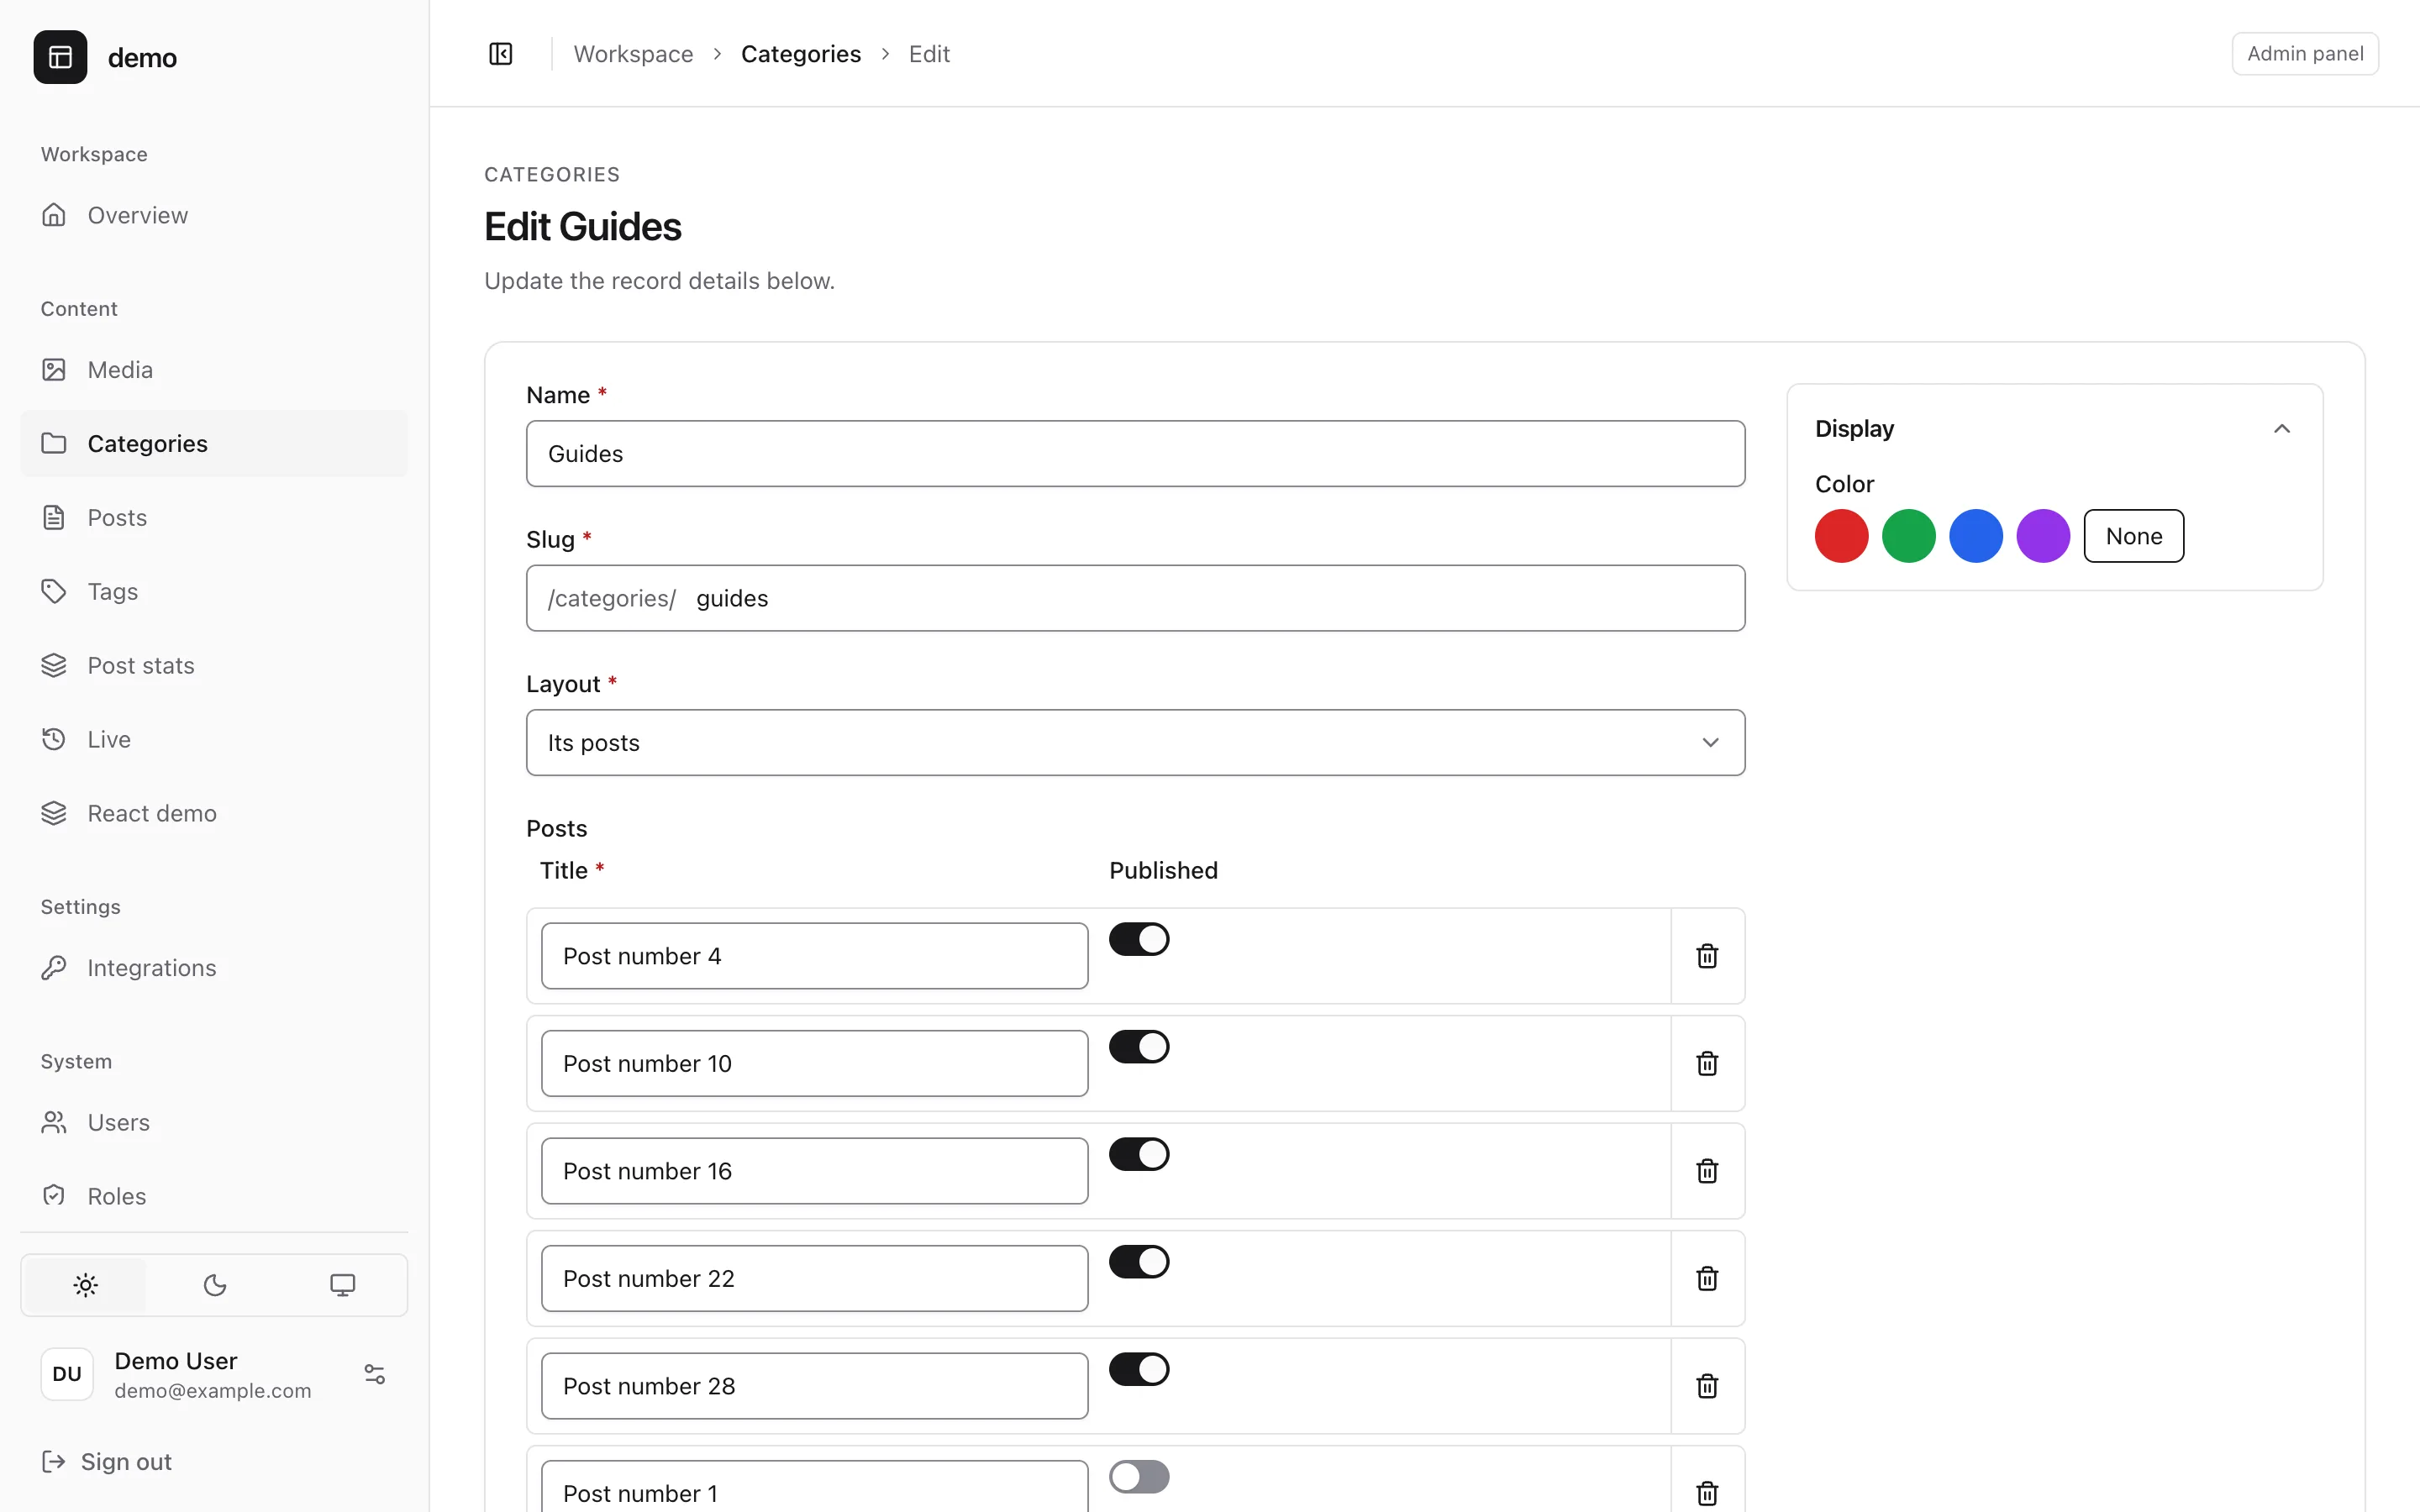 demo
Workspace
Overview
Content
Media
Categories
Posts
Tags
Post stats
Live
React demo
Settings
Integrations
System
Users
Roles
DU
Demo User
demo@example.com
Sign out
Workspace
Categories
Edit
Admin panel
CATEGORIES
Edit Guides
Update the record details below.
Name *
Guides
Slug *
/categories/ guides
Layout *
Its posts
Posts
Title *
Published
Post number 4
Post number 10
Post number 16
Post number 22
Post number 28
Post number 1
Display
Color
None